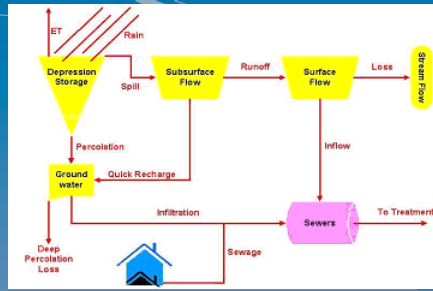 ET
Rain
Depression
Storage
Spill
Subsurface
Flow
Runoff
Surface
Flow
Loss
Stream Flow
Percolation
Inflow
Ground
water
Quick Recharge
Infiltration
Sewers
To Treatment
Deep
Percolation
Loss
Sewage